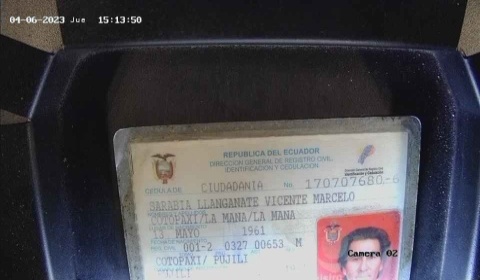 04-06-2023 Jue 15:13:50
REPUBLICA DEL ECUADOR
DIRECCION GENERAL DE REGISTRO CIVIL,
IDENTIFICACION Y CEDULACION
CEDULA DE CIUDADANIA No. 170707680-6
SARABIA LLANGANATE VICENTE MARCELO
COTOPAXI/LA MANA/LA MANA
13 MAYO 1961
001-2 0327 00653 M
COTOPAXI/ PUJILI
Camera 02